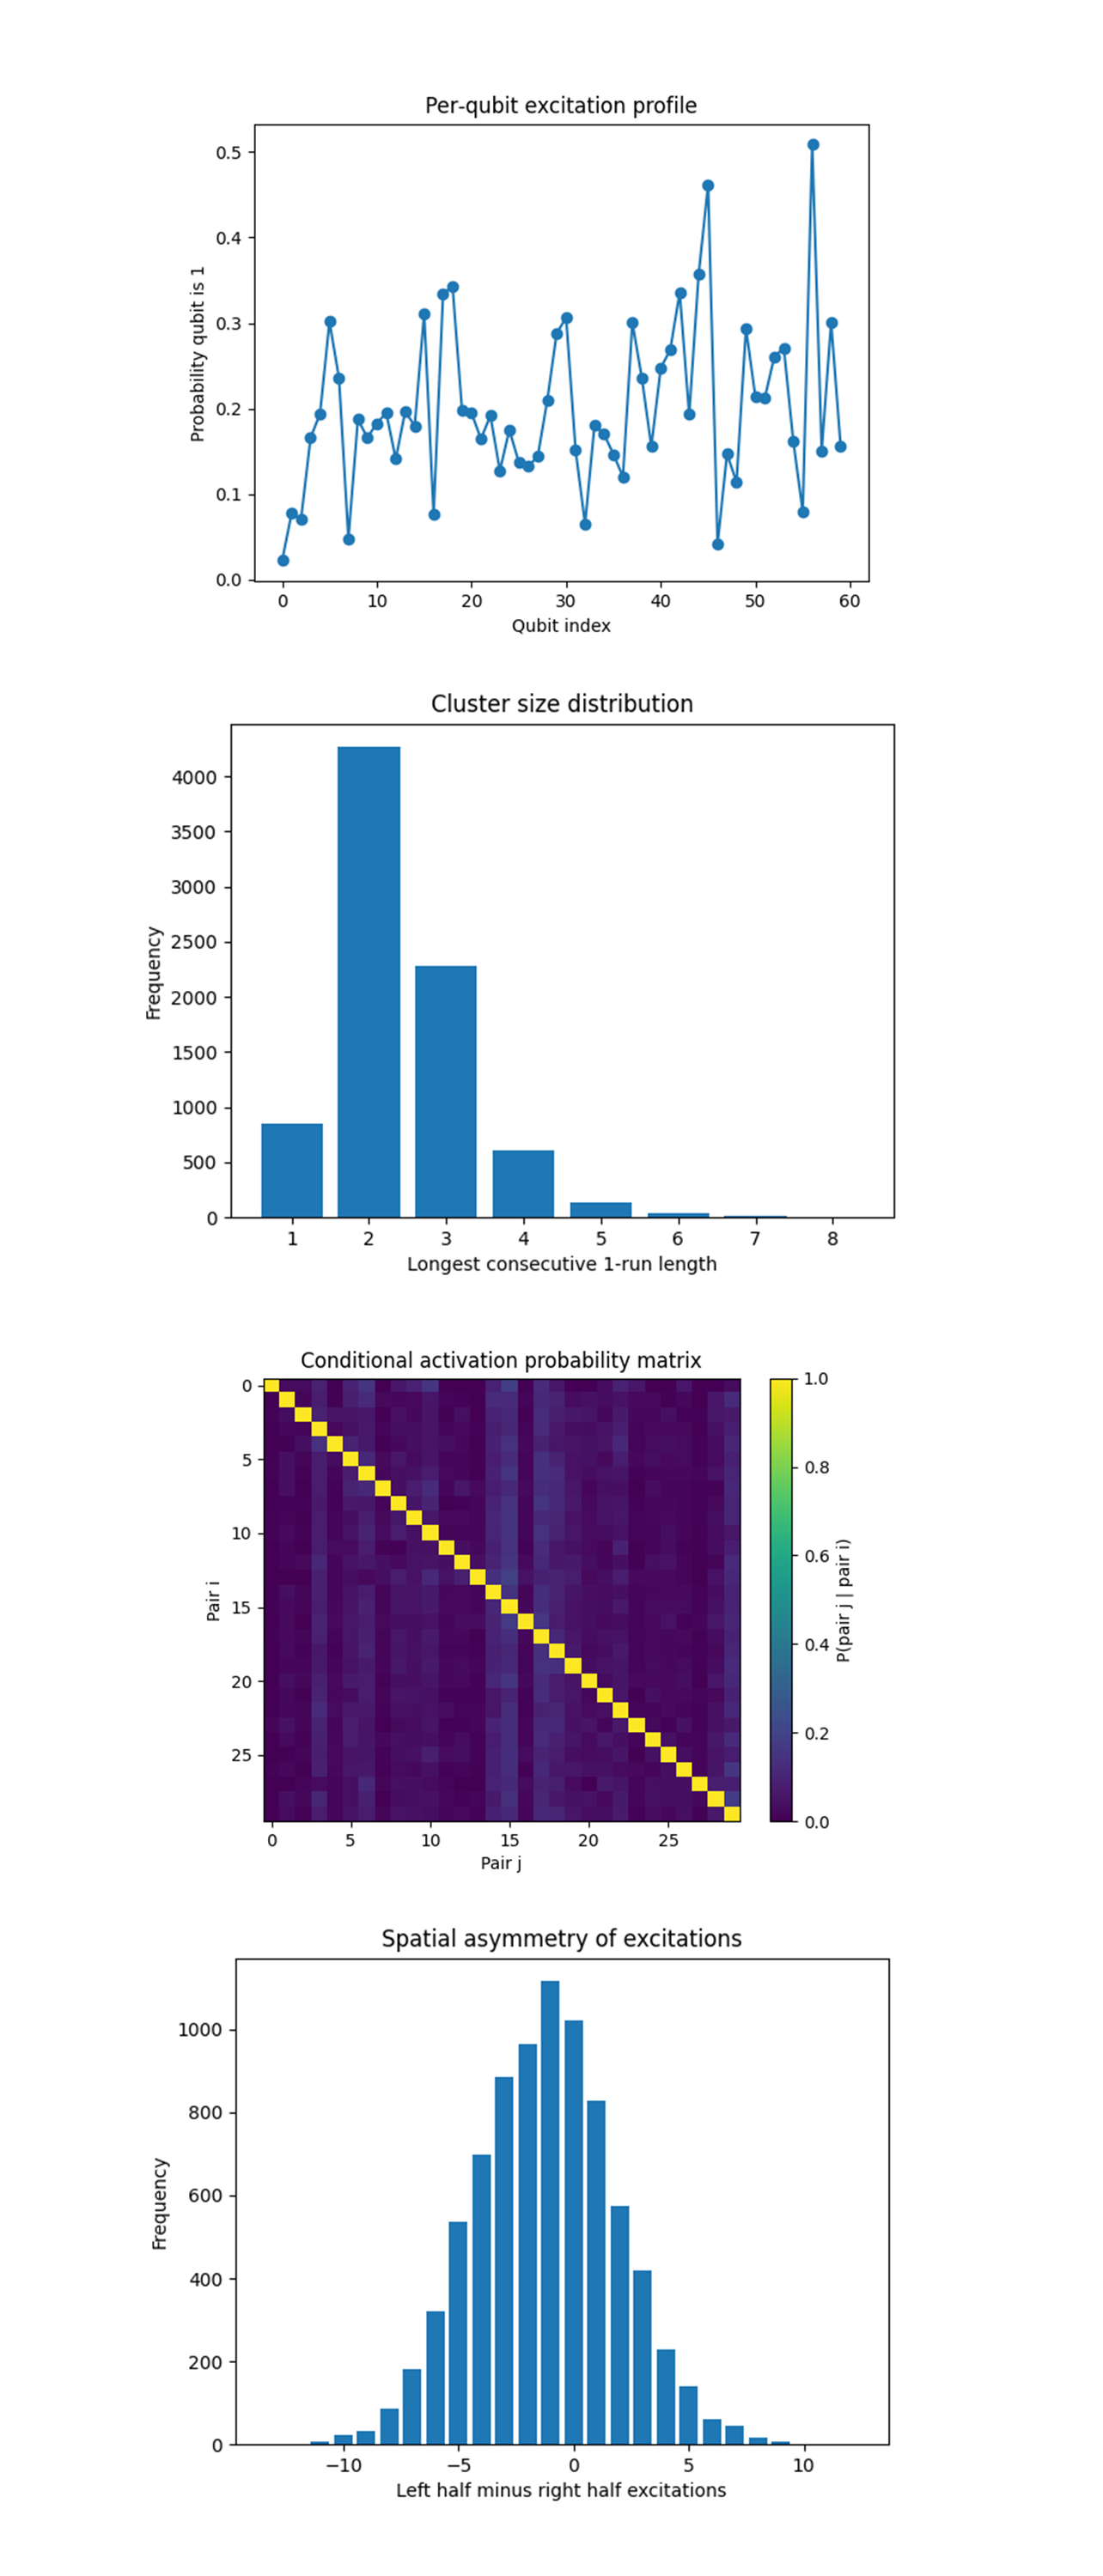 Per-qubit excitation profile
0.5
0.4
0.3
0.2
0.1
0.0
Probability qubit is 1
0 10 20 30 40 50 60
Qubit index
Cluster size distribution
4000
3500
3000
2500
2000
1500
1000
500
0
Frequency
1 2 3 4 5 6 7 8
Longest consecutive 1-run length
Conditional activation probability matrix
0
5
10
15
20
25
Pair i
0 5 10 15 20 25
Pair j
1.0
0.8
0.6
0.4
0.2
0.0
P(pair j | pair i)
Spatial asymmetry of excitations
1000
800
600
400
200
0
Frequency
−10 −5 0 5 10
Left half minus right half excitations